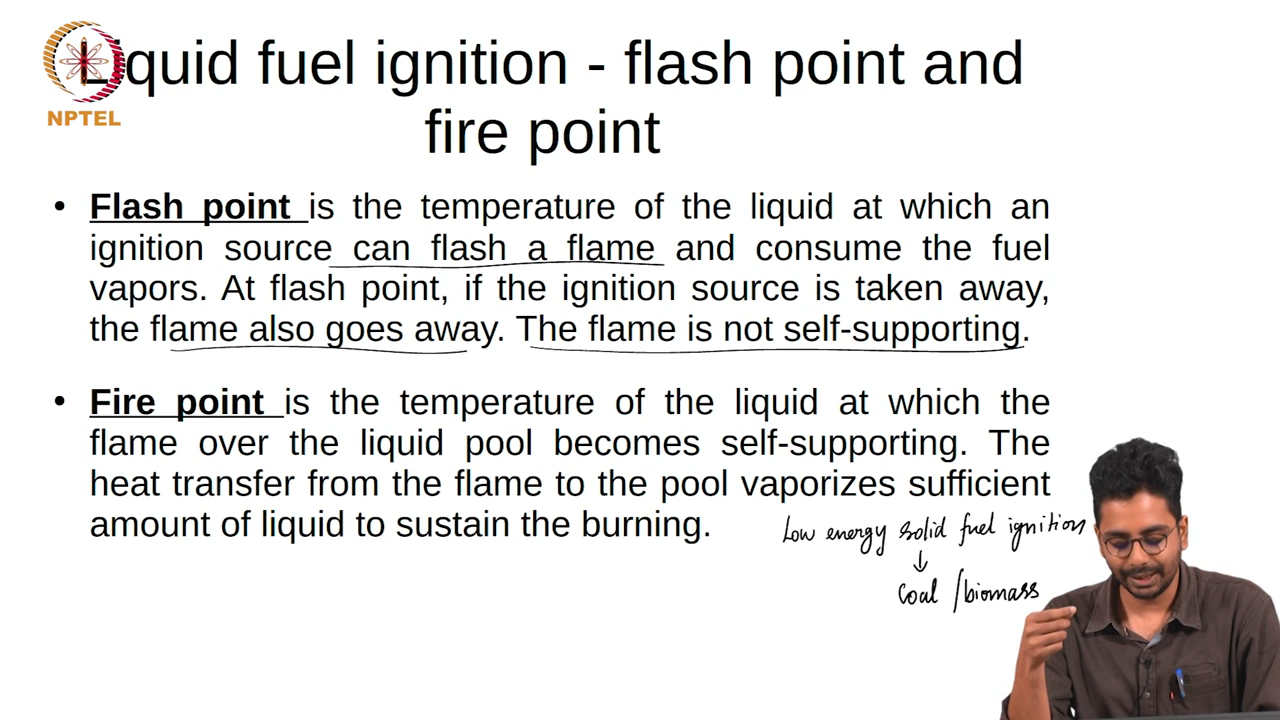 Liquid fuel ignition - flash point and
fire point
NPTEL
Flash point is the temperature of the liquid at which an
ignition source can flash a flame and consume the fuel
vapors. At flash point, if the ignition source is taken away,
the flame also goes away. The flame is not self-supporting.
Fire point is the temperature of the liquid at which the
flame over the liquid pool becomes self-supporting. The
heat transfer from the flame to the pool vaporizes sufficient
amount of liquid to sustain the burning.
Low energy solid fuel ignition
↓
Coal / biomass